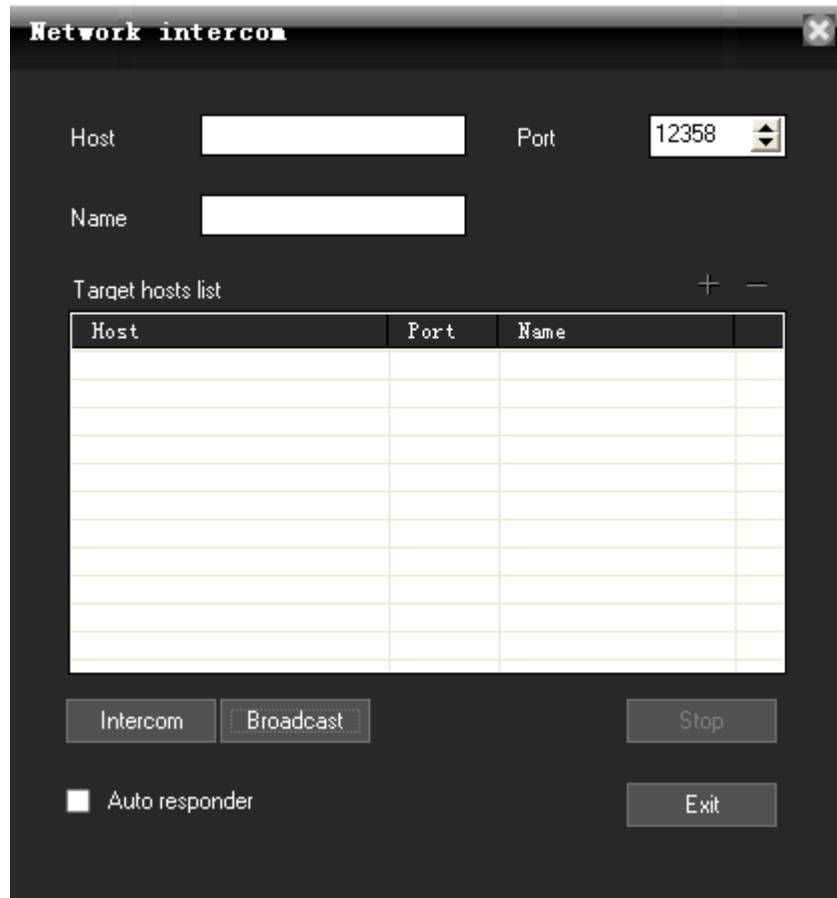 Network intercom
Host
Port
12358
Name
Target hosts list
Host Port Name
Intercom Broadcast Stop
Auto responder
Exit